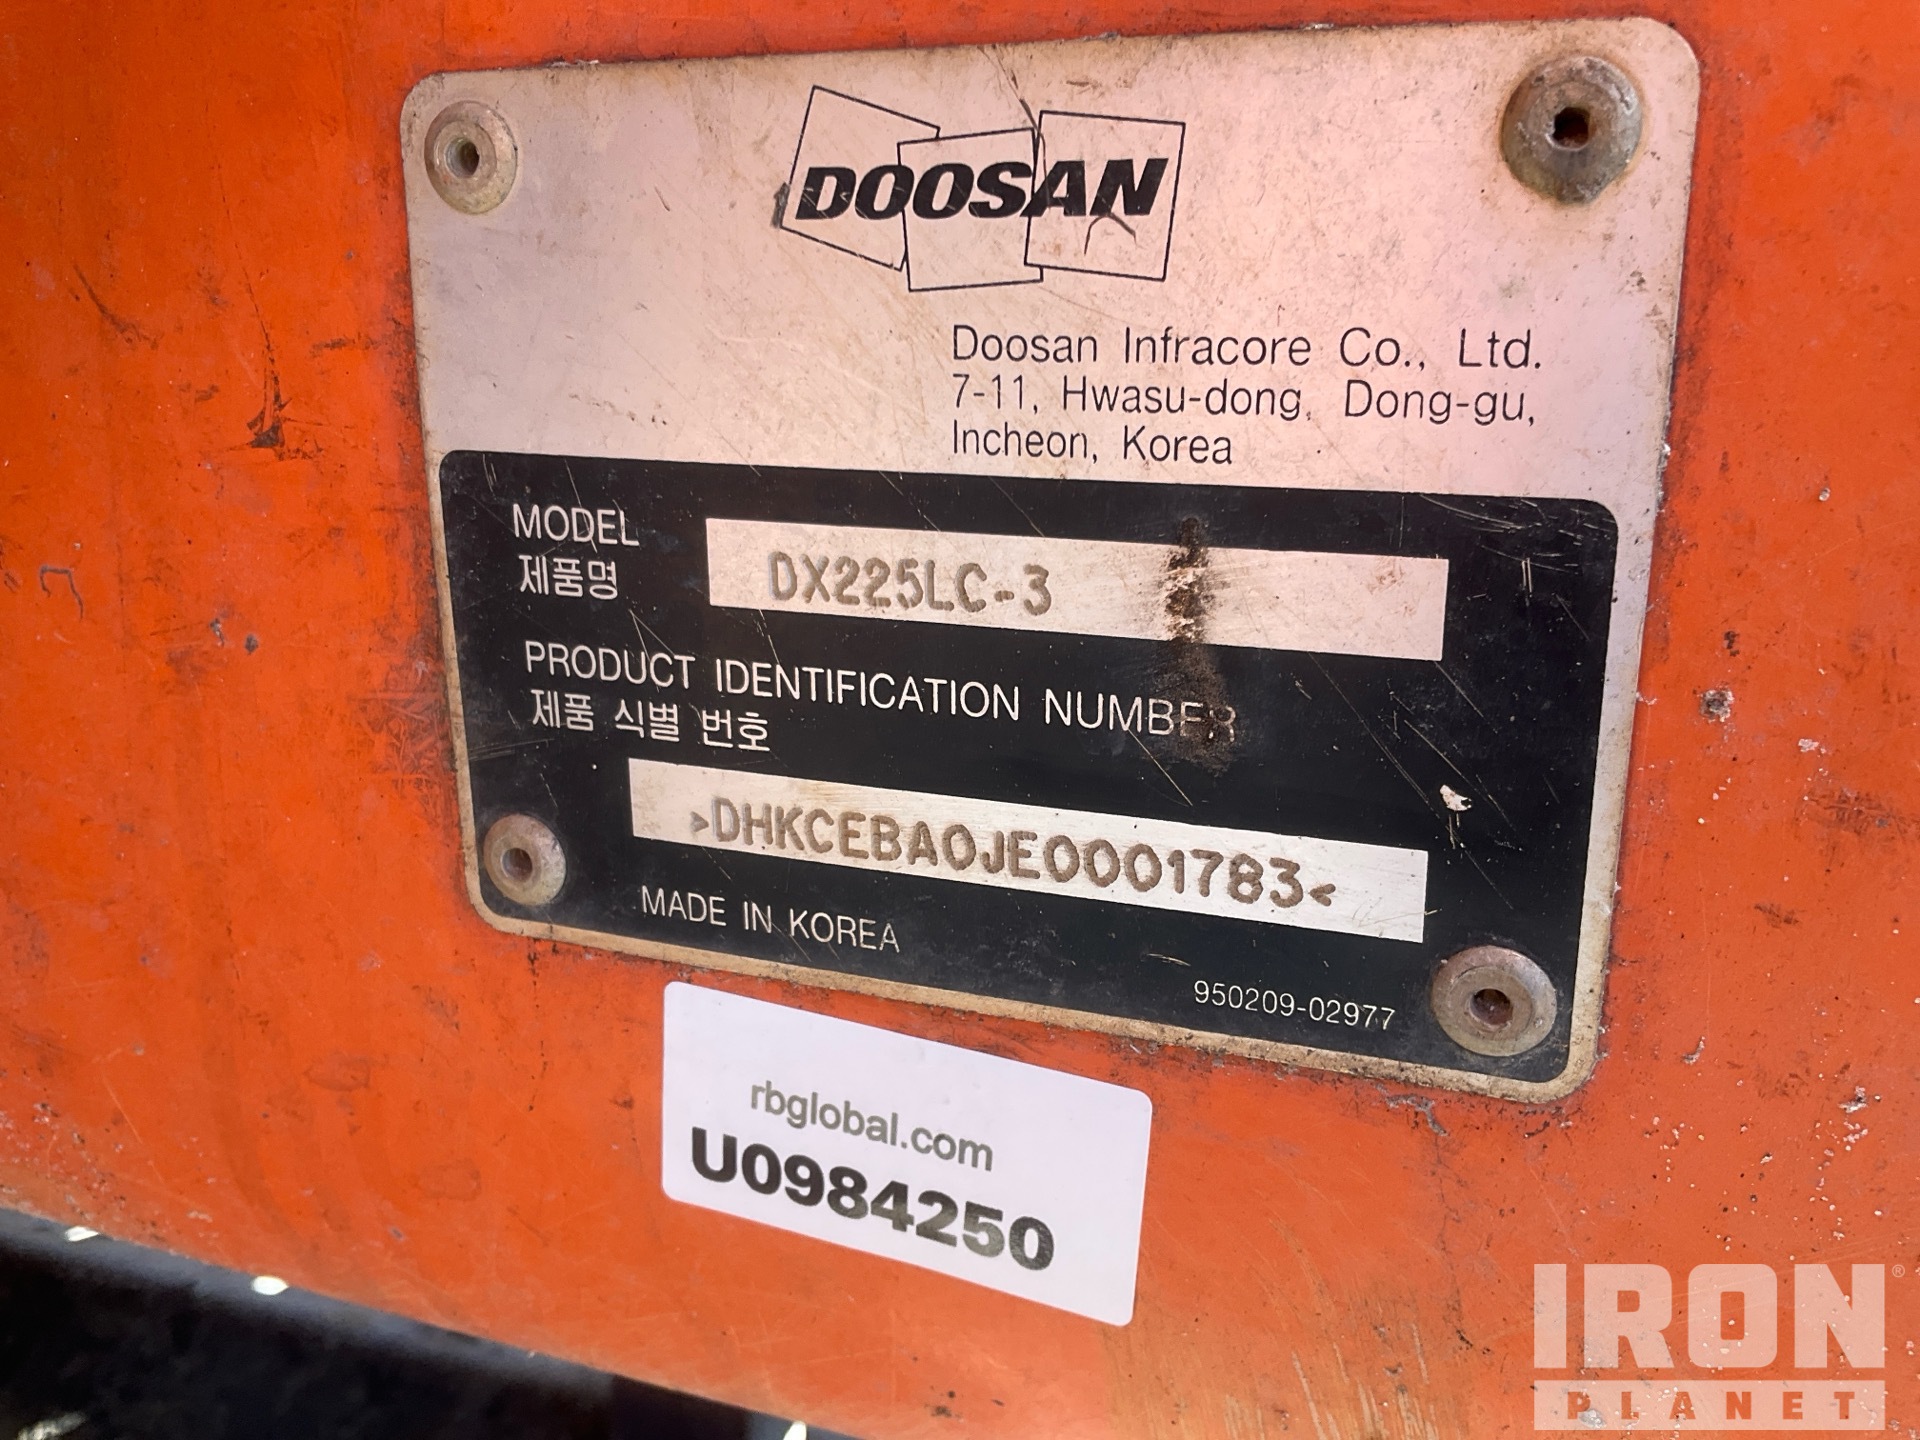 DOOSAN
Doosan Infracore Co., Ltd.
7-11, Hwasu-dong, Dong-gu,
Incheon, Korea
MODEL
제품명
DX225LC-3
PRODUCT IDENTIFICATION NUMBER
제품 식별 번호
>DHKCEBA0JE0001783<
MADE IN KOREA
950209-02977
rbglobal.com
U0984250
IRON®
PLANET